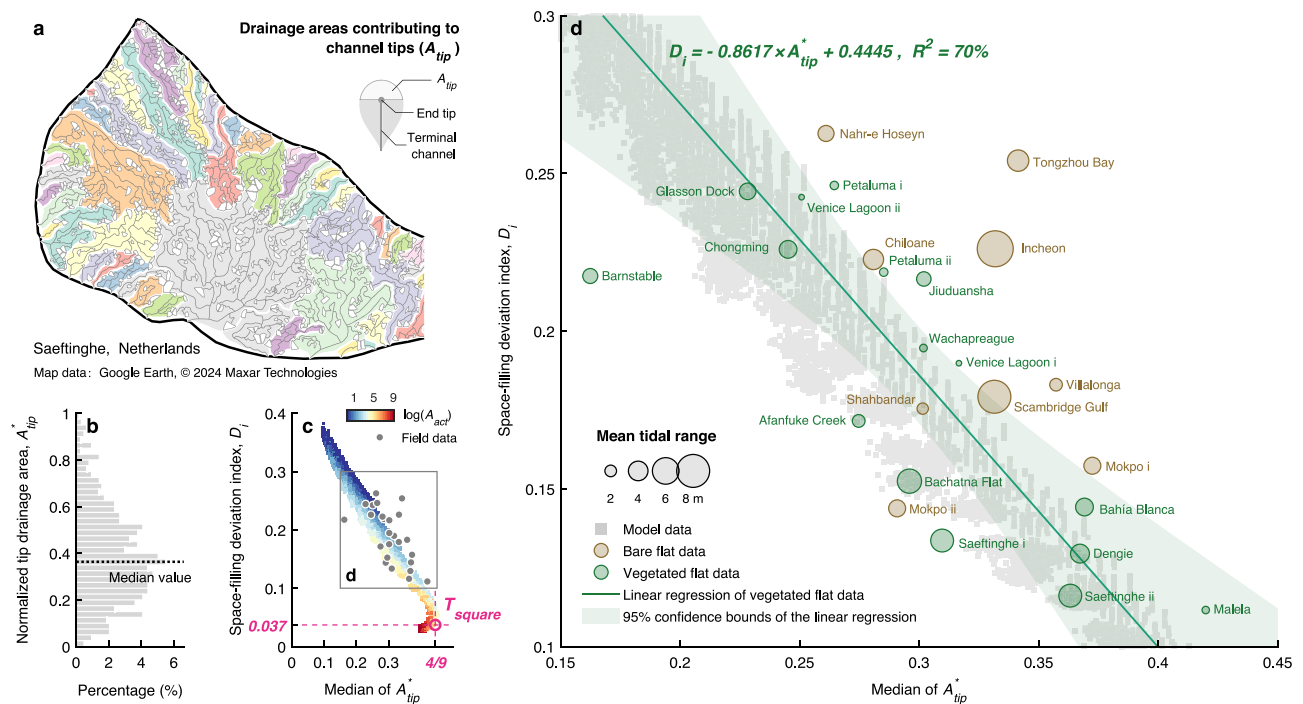 a
Drainage areas contributing to
channel tips (A_tip)
A_tip
End tip
Terminal
channel
Saeftinghe, Netherlands
Map data: Google Earth, © 2024 Maxar Technologies
b
Normalized tip drainage area, A*_tip
1
0.8
0.6
0.4
0.2
0
Median value
0 2 4 6
Percentage (%)
c
Space-filling deviation index, D_i
0.4
0.3
0.2
0.1
0.037
0
1 5 9
log(A_act)
Field data
d
T_square
0 0.1 0.3 4/9
Median of A*_tip
d
Space-filling deviation index, D_i
0.3
0.25
0.2
0.15
0.1
D_i = - 0.8617 × A*_tip + 0.4445 , R² = 70%
Nahr-e Hoseyn
Tongzhou Bay
Glasson Dock
Petaluma i
Venice Lagoon ii
Chongming
Chiloane
Incheon
Petaluma ii
Barnstable
Jiuduansha
Wachapreague
Venice Lagoon i
Villalonga
Shahbandar
Scambridge Gulf
Afanfuke Creek
Mokpo i
Bachatna Flat
Mokpo ii
Bahia Blanca
Saeftinghe i
Dengie
Saeftinghe ii
Malela
Mean tidal range
2 4 6 8 m
Model data
Bare flat data
Vegetated flat data
Linear regression of vegetated flat data
95% confidence bounds of the linear regression
0.15 0.2 0.25 0.3 0.35 0.4 0.45
Median of A*_tip